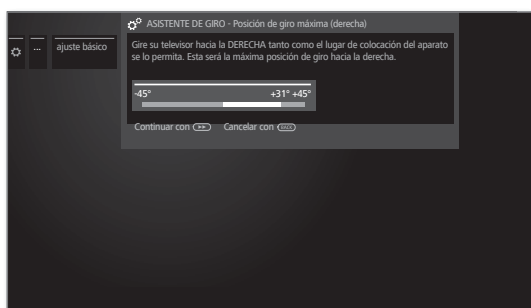 ASISTENTE DE GIRO - Posición de giro máxima (derecha)
... ajuste básico
Gire su televisor hacia la DERECHA tanto como el lugar de colocación del aparato
se lo permita. Esta será la máxima posición de giro hacia la derecha.
-45° +31° +45°
Continuar con Cancelar con BACK